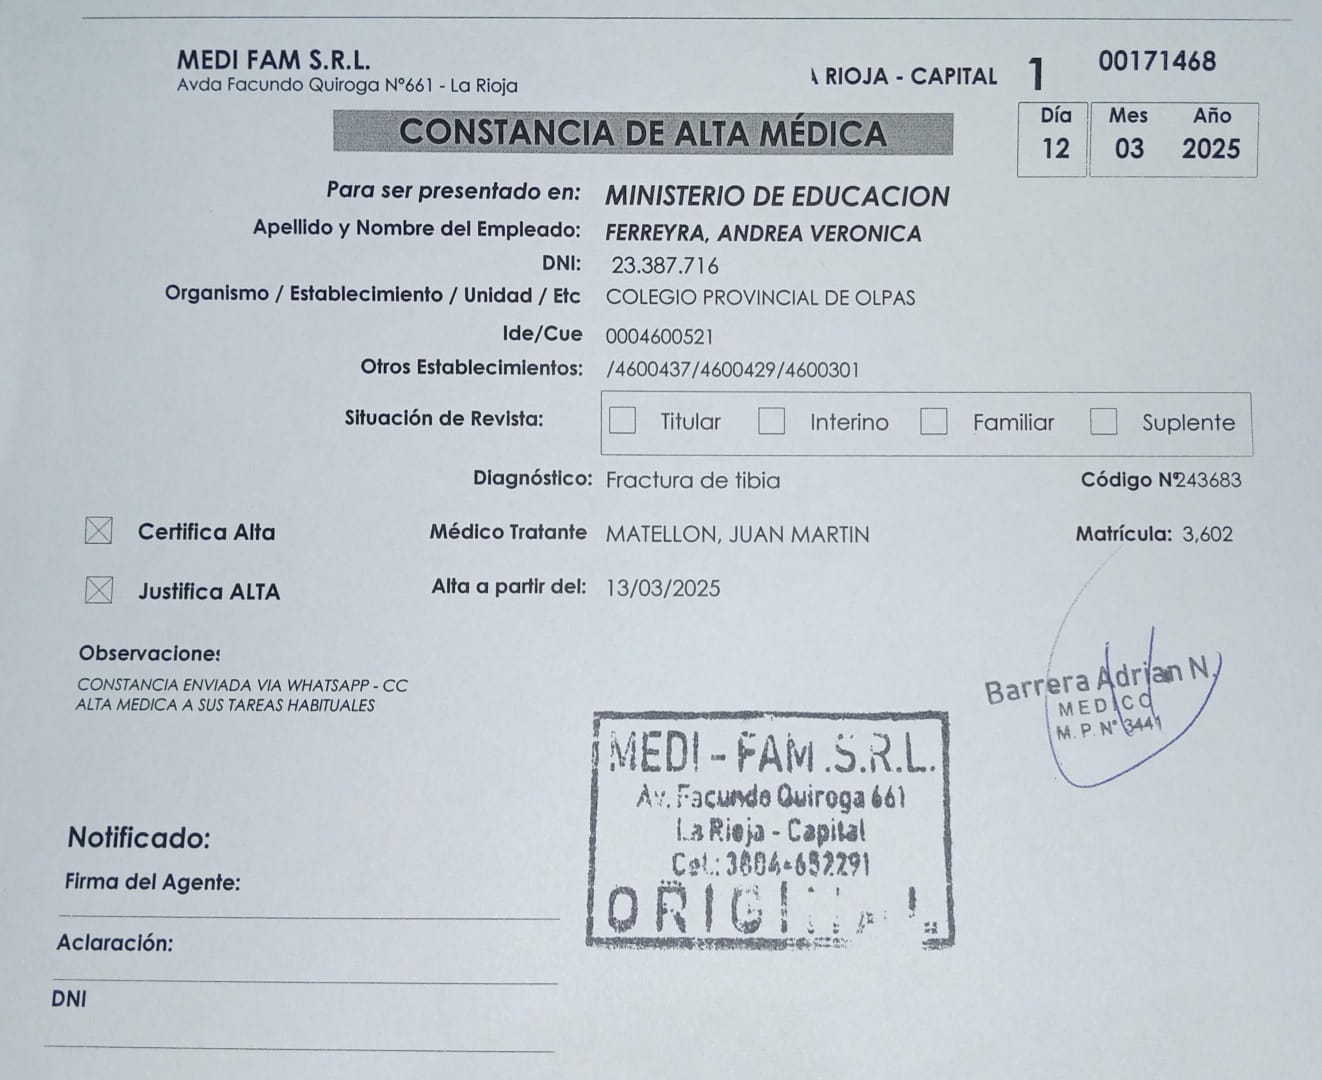 MEDI FAM S.R.L.
Avda Facundo Quiroga Nº661 - La Rioja
RIOJA - CAPITAL 1 00171468
CONSTANCIA DE ALTA MÉDICA
Día Mes Año
12 03 2025
Para ser presentado en: MINISTERIO DE EDUCACION
Apellido y Nombre del Empleado: FERREYRA, ANDREA VERONICA
DNI: 23.387.716
Organismo / Establecimiento / Unidad / Etc COLEGIO PROVINCIAL DE OLPAS
Ide/Cue 0004600521
Otros Establecimientos: /4600437/4600429/4600301
Situación de Revista: Titular Interino Familiar Suplente
Diagnóstico: Fractura de tibia Código Nº243683
Certifica Alta Médico Tratante MATELLON, JUAN MARTIN Matrícula: 3,602
Justifica ALTA Alta a partir del: 13/03/2025
Observacione:
CONSTANCIA ENVIADA VIA WHATSAPP - CC
ALTA MEDICA A SUS TAREAS HABITUALES
Barrera Adrian N.
MEDICO
M.P. Nº 3441
MEDI - FAM .S.R.L.
Av. Facundo Quiroga 661
La Rioja - Capital
Cel.: 3804-652291
Notificado:
Firma del Agente:
Aclaración:
DNI